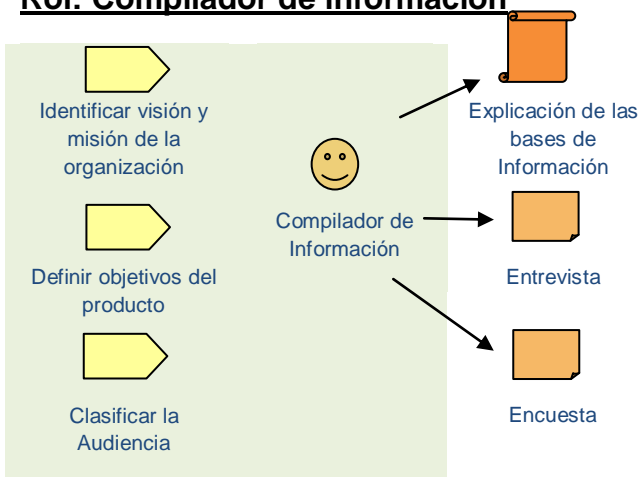 Rol: Compilador de Información
Identificar visión y
misión de la
organización
Definir objetivos del
producto
Clasificar la
Audiencia
Compilador de
Información
Explicación de las
bases de
Información
Entrevista
Encuesta